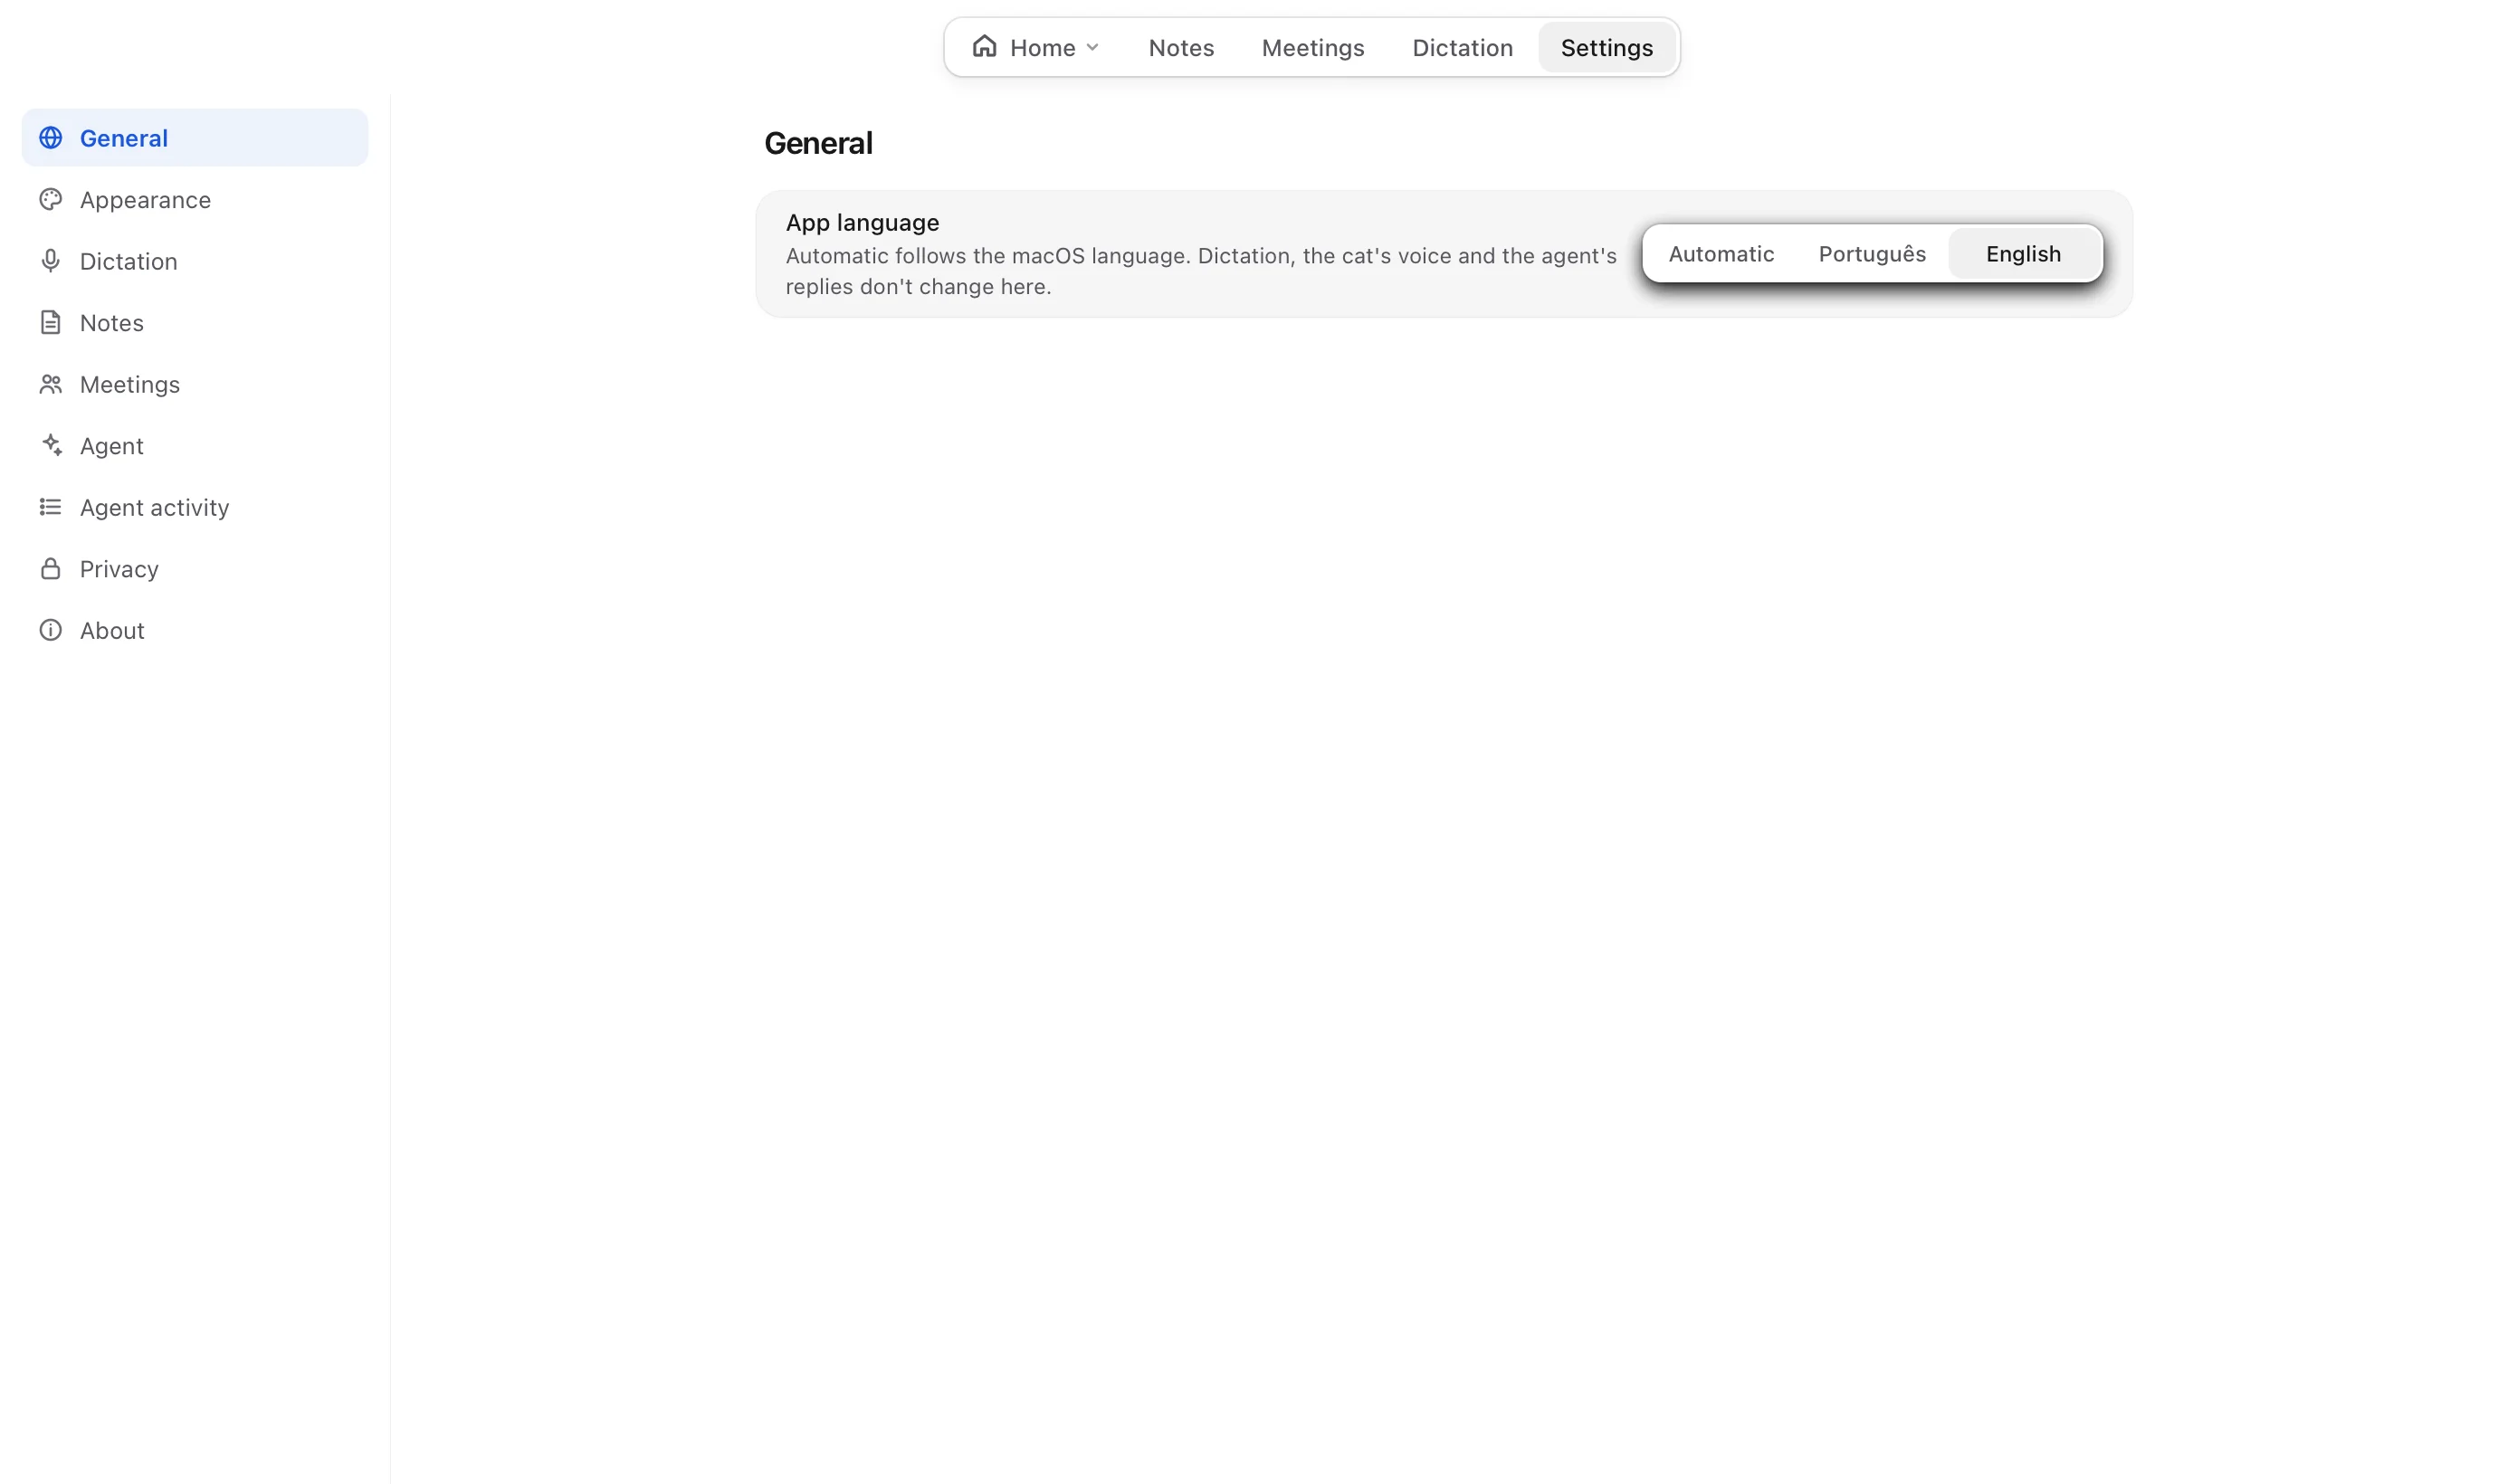 Home
Notes
Meetings
Dictation
Settings
General
Appearance
Dictation
Notes
Meetings
Agent
Agent activity
Privacy
About
General
App language
Automatic follows the macOS language. Dictation, the cat's voice and the agent's
replies don't change here.
Automatic
Português
English